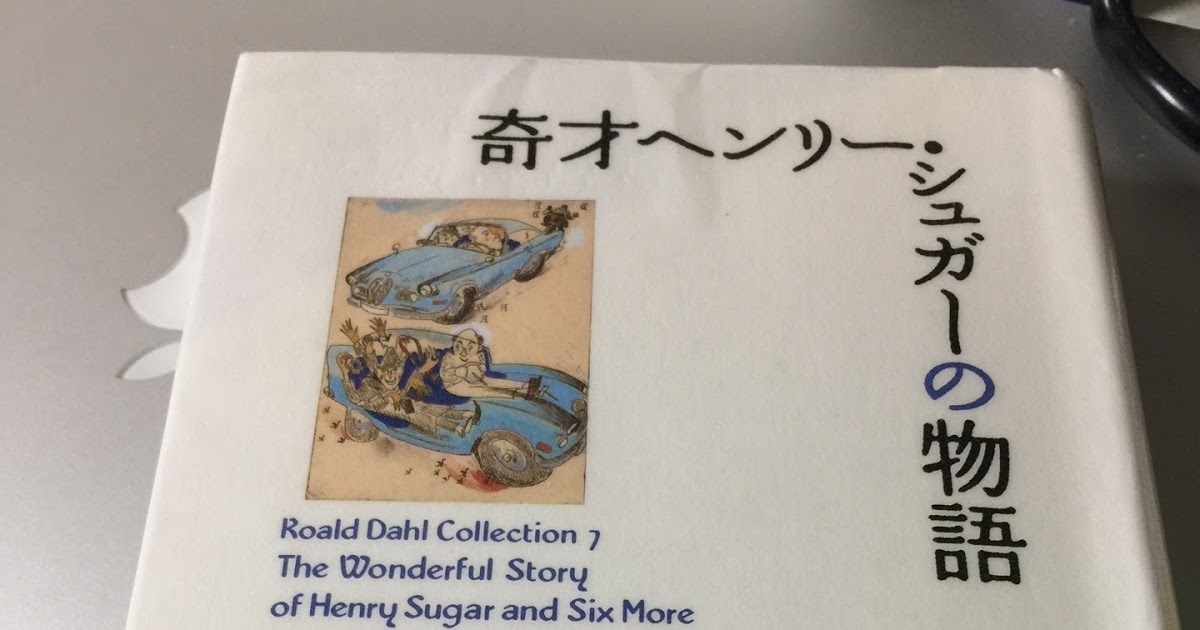 奇才ヘンリー・シュガーの物語
Roald Dahl Collection 7
The Wonderful Story
of Henry Sugar and Six More